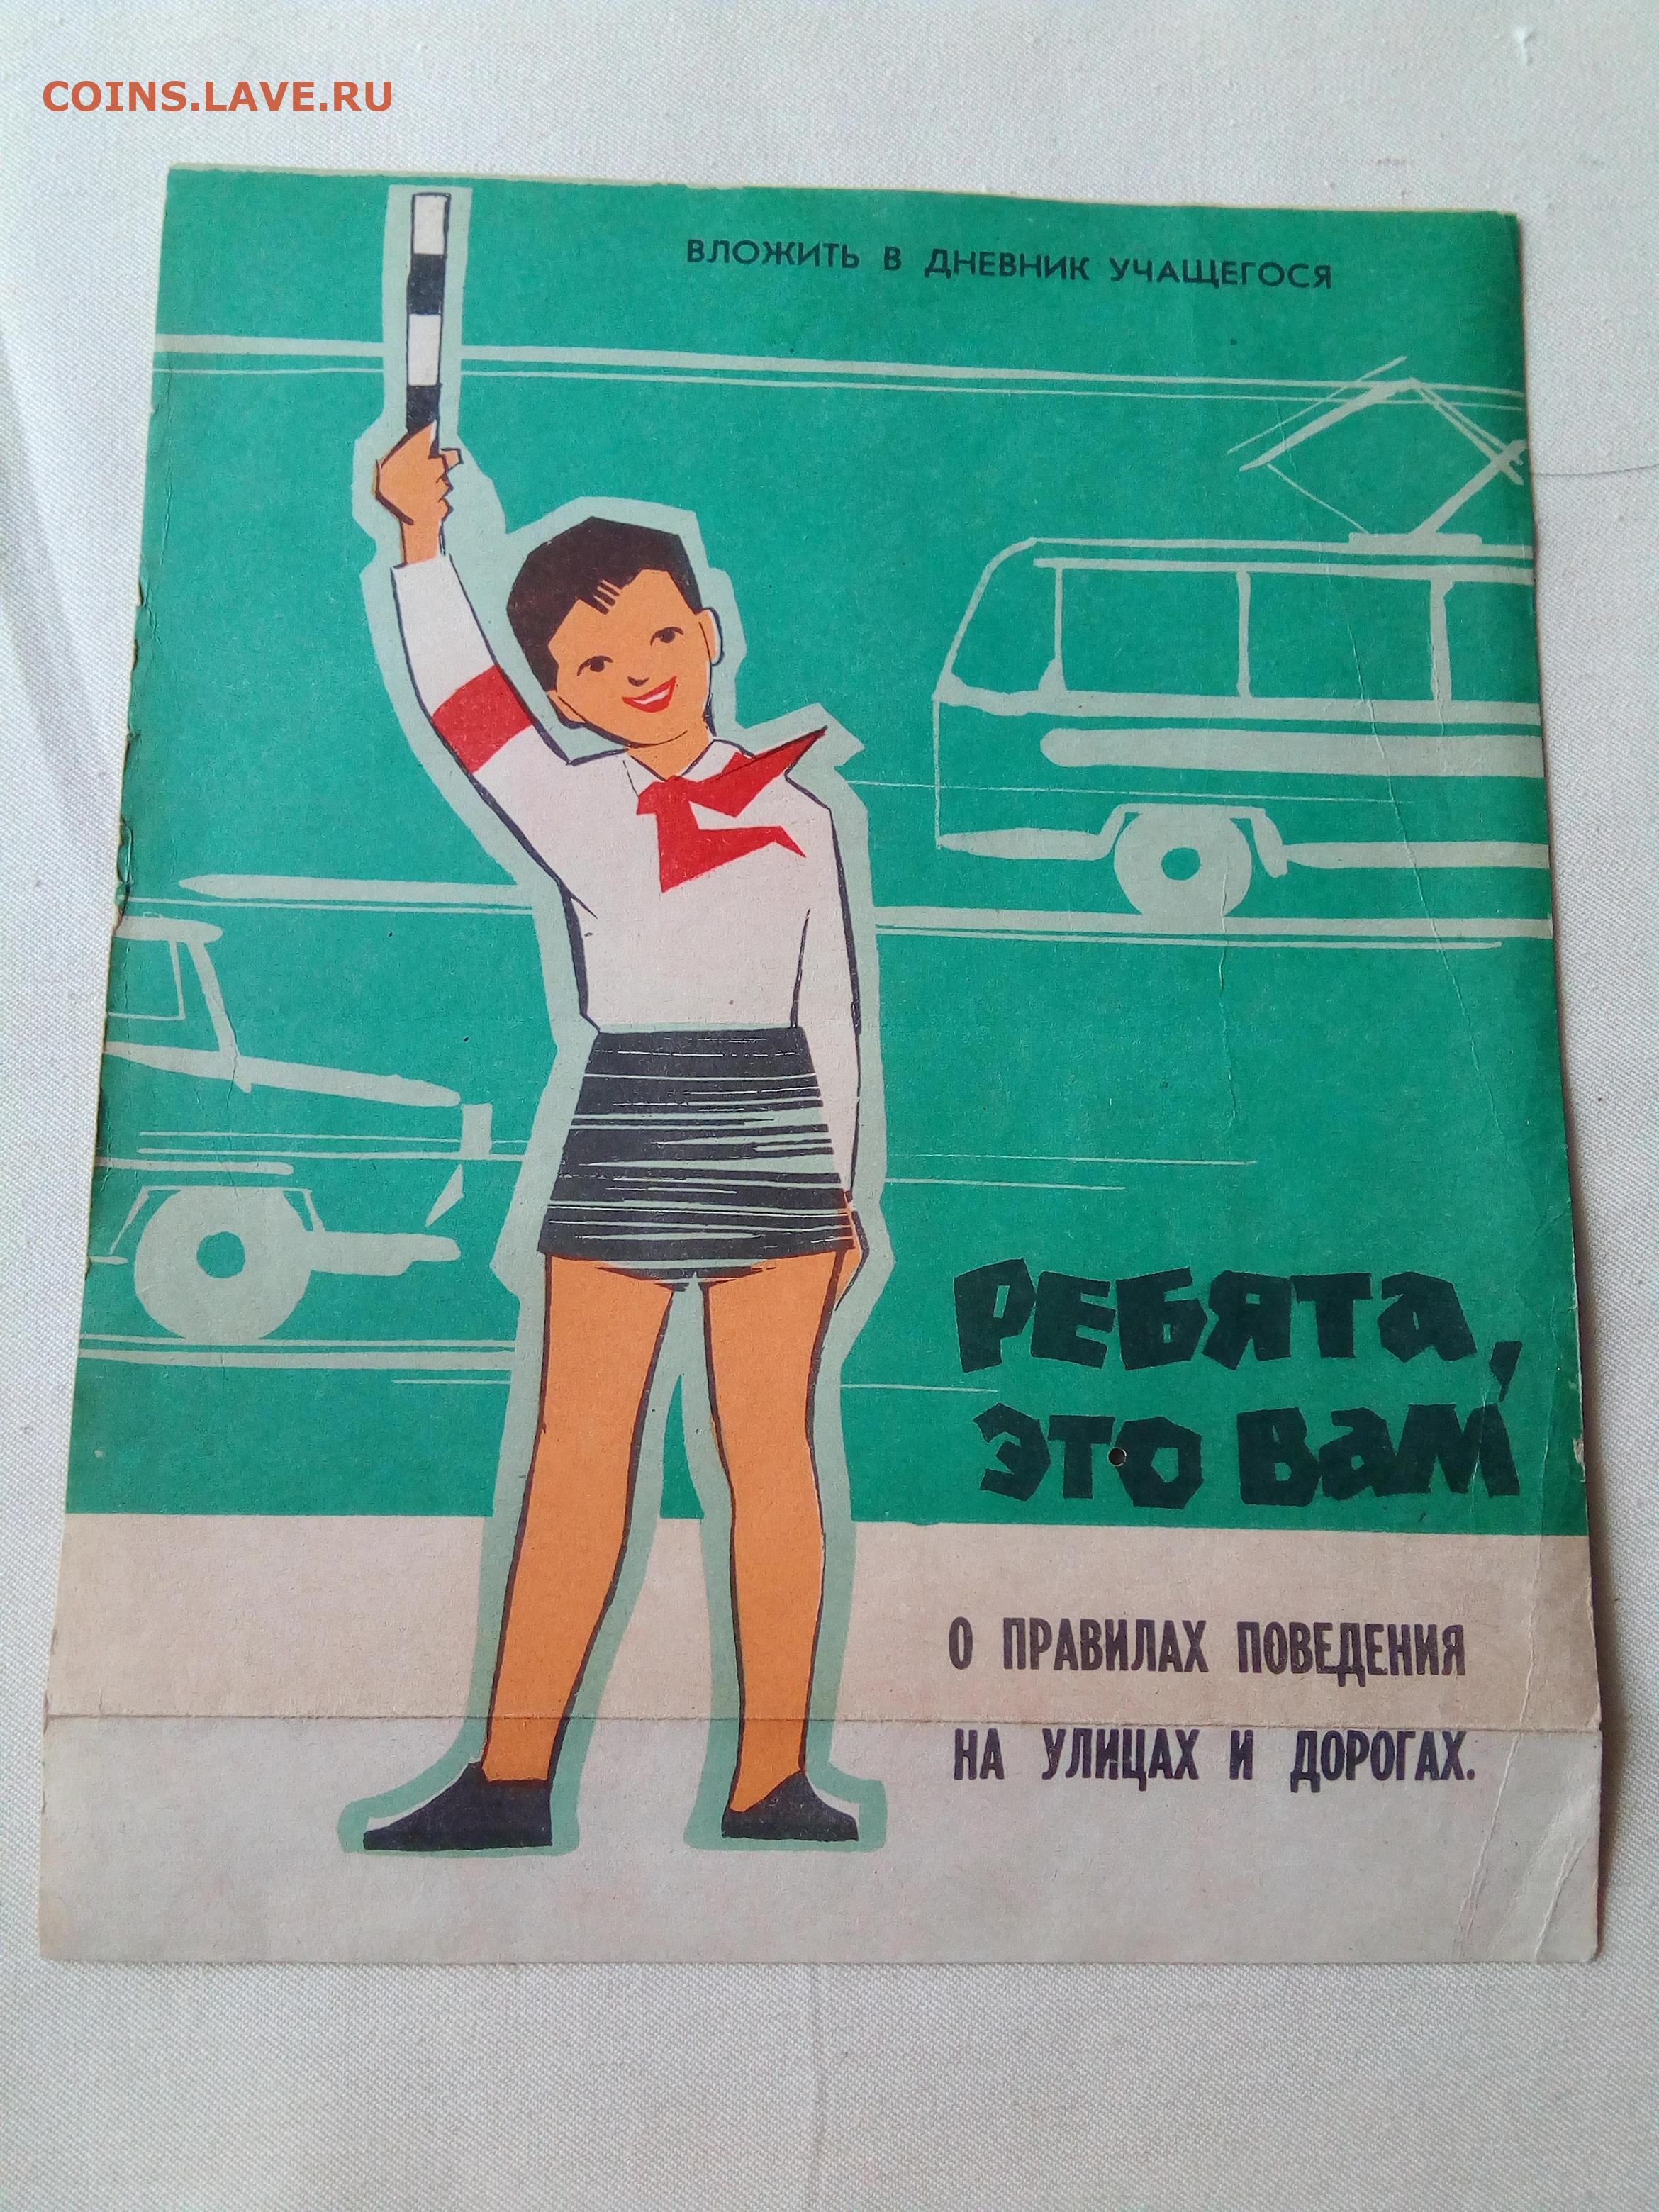 COINS.LAVE.RU
ВЛОЖИТЬ В ДНЕВНИК УЧАЩЕГОСЯ
РЕБЯТА,
ЭТО ВАМ
О ПРАВИЛАХ ПОВЕДЕНИЯ
НА УЛИЦАХ И ДОРОГАХ.